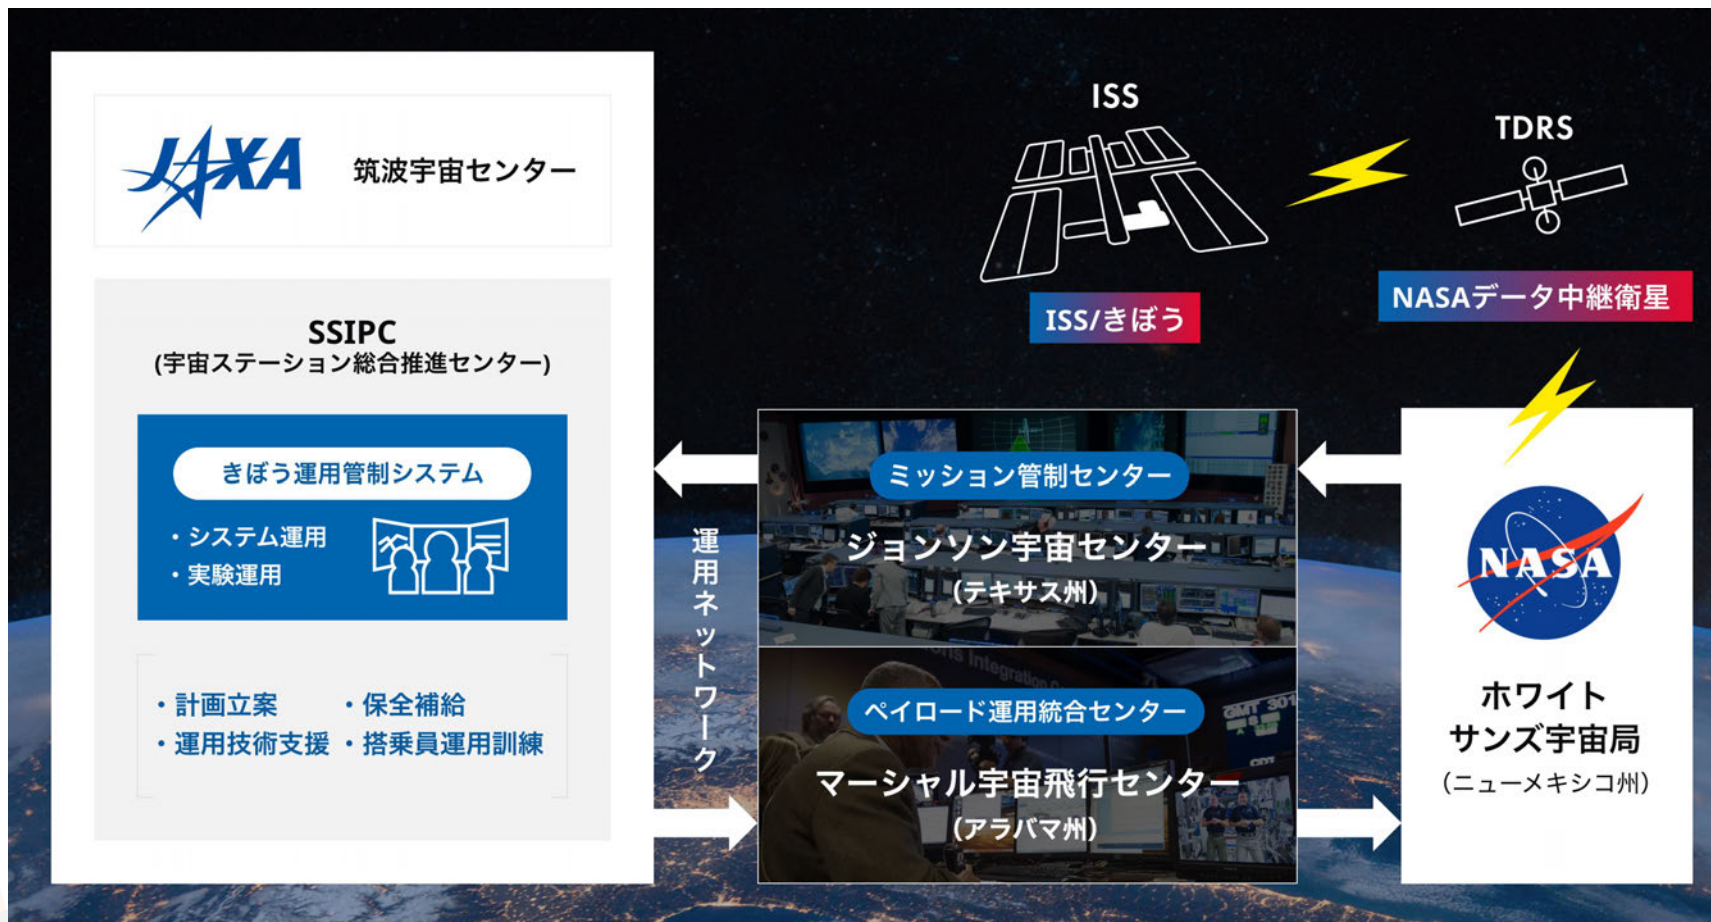 JAXA
筑波宇宙センター
SSIPC
(宇宙ステーション総合推進センター)
きぼう運用管制システム
・システム運用
・実験運用
・計画立案
・保全補給
・運用技術支援
・搭乗員運用訓練
運用ネットワーク
ISS
ISS/きぼう
TDRS
NASAデータ中継衛星
ミッション管制センター
ジョンソン宇宙センター
(テキサス州)
ペイロード運用統合センター
マーシャル宇宙飛行センター
(アラバマ州)
GMT 301
NASA
ホワイト
サンズ宇宙局
(ニューメキシコ州)